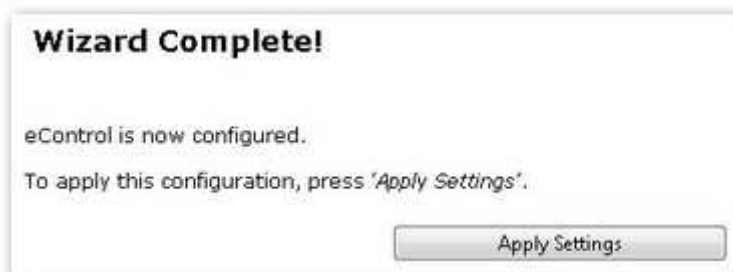 Wizard Complete!
eControl is now configured.
To apply this configuration, press 'Apply Settings'.
Apply Settings